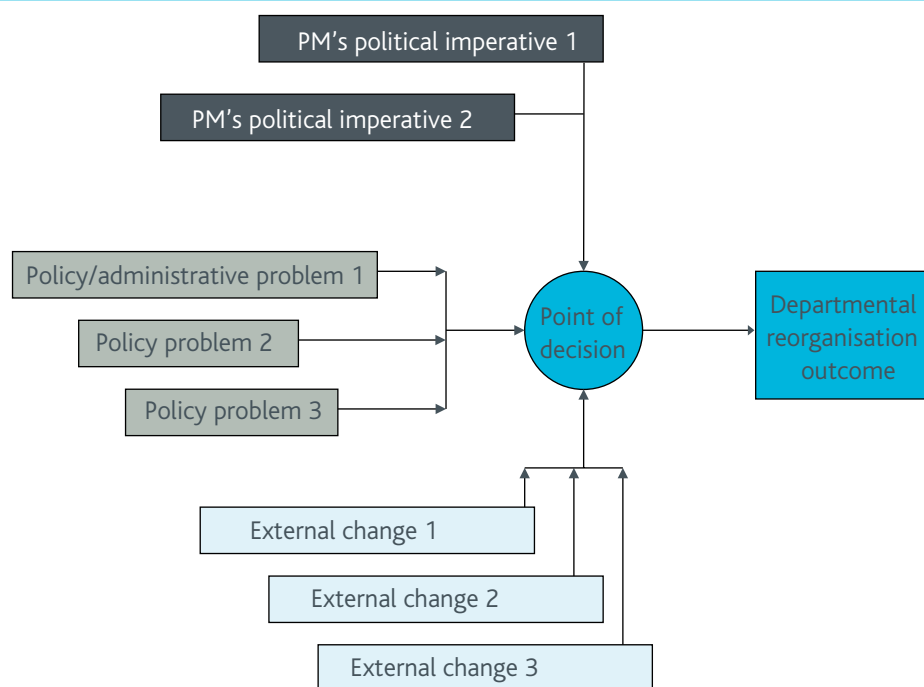 PM’s political imperative 1
PM’s political imperative 2
Policy/administrative problem 1
Policy problem 2
Policy problem 3
Point of
decision
Departmental
reorganisation
outcome
External change 1
External change 2
External change 3